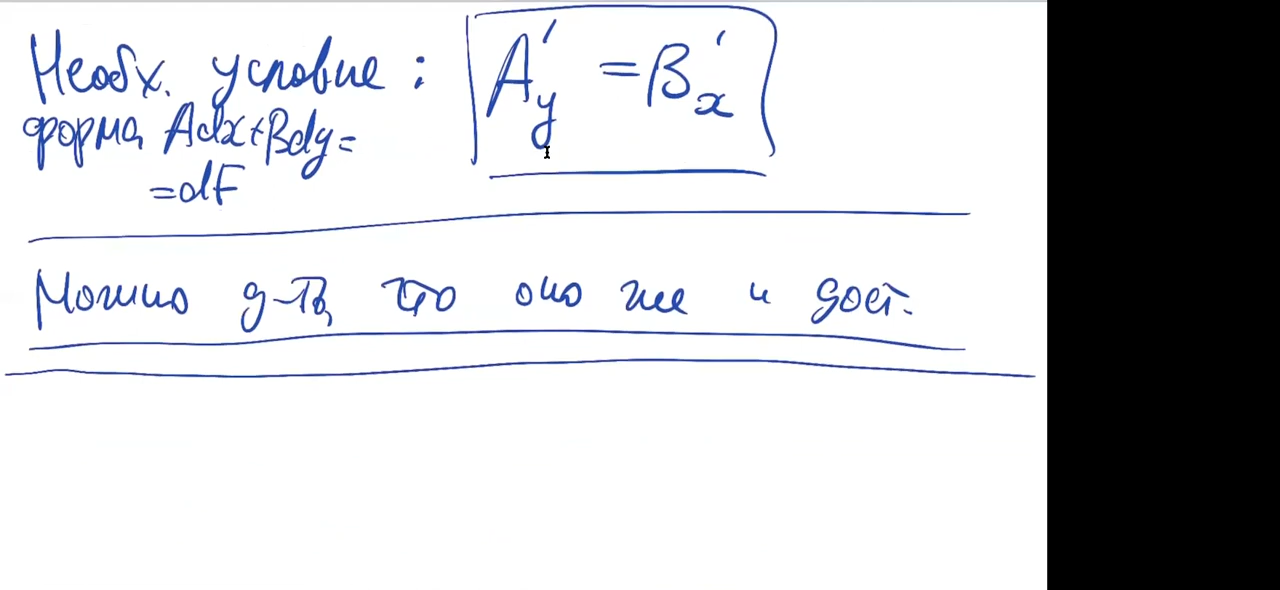 Необх. условие : A'y = B'x
форма Adx+Bdy=
=dF
Можно д-ть, что оно же и дост.